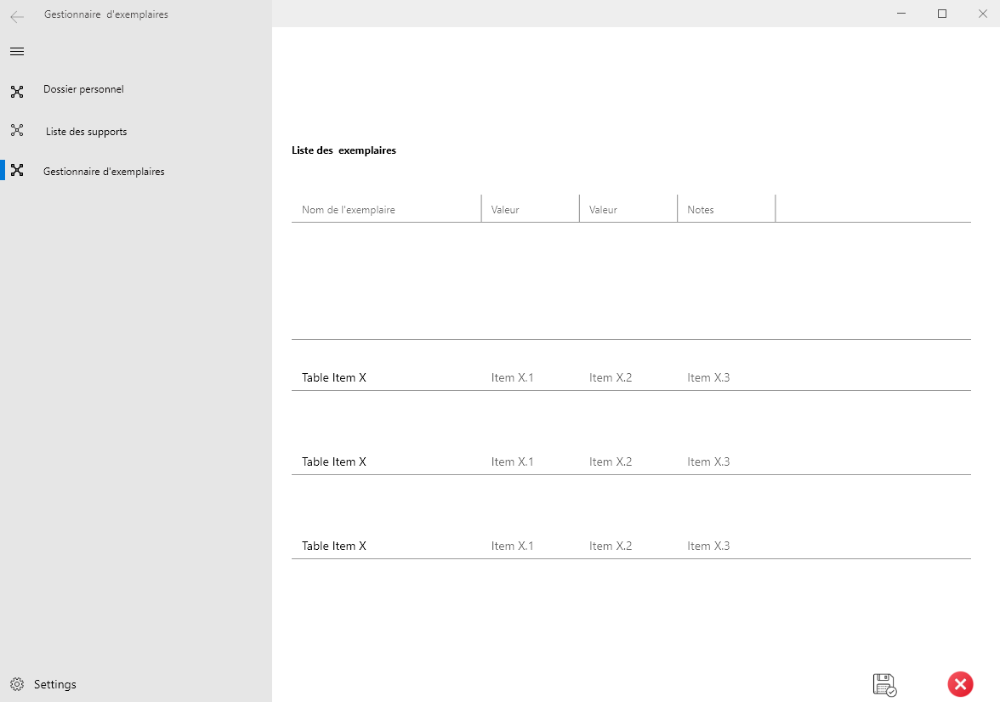 Gestionnaire  d'exemplaires
Dossier personnel
Liste des supports
Gestionnaire d'exemplaires
Settings
Liste des  exemplaires
Nom de l'exemplaire Valeur Valeur Notes
Table Item X Item X.1 Item X.2 Item X.3
Table Item X Item X.1 Item X.2 Item X.3
Table Item X Item X.1 Item X.2 Item X.3